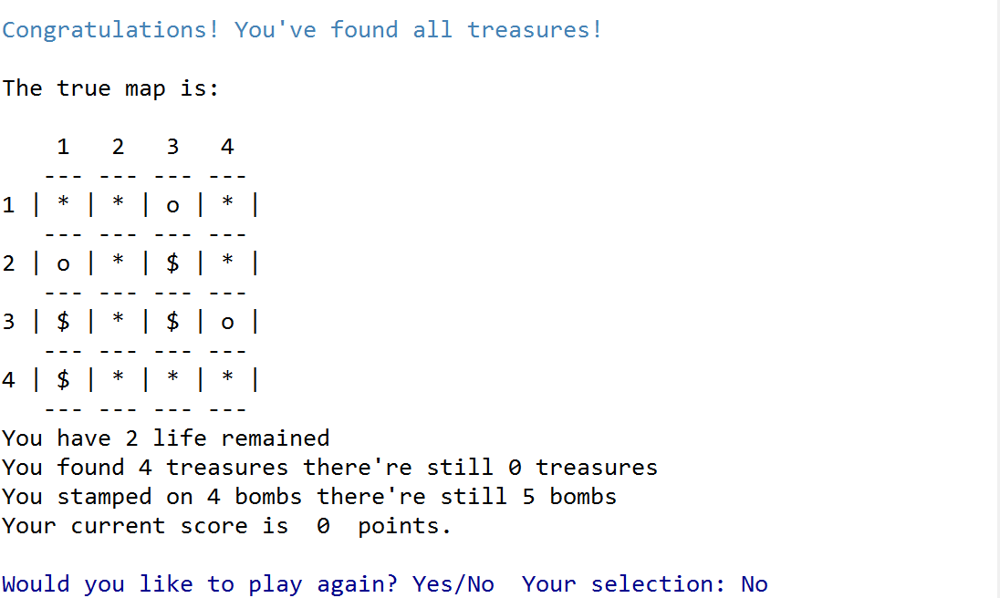 Congratulations! You've found all treasures!
The true map is:
    1   2   3   4
   --- --- --- ---
1 | * | * | o | * |
   --- --- --- ---
2 | o | * | $ | * |
   --- --- --- ---
3 | $ | * | $ | o |
   --- --- --- ---
4 | $ | * | * | * |
   --- --- --- ---
You have 2 life remained
You found 4 treasures there're still 0 treasures
You stamped on 4 bombs there're still 5 bombs
Your current score is  0  points.
Would you like to play again? Yes/No  Your selection: No